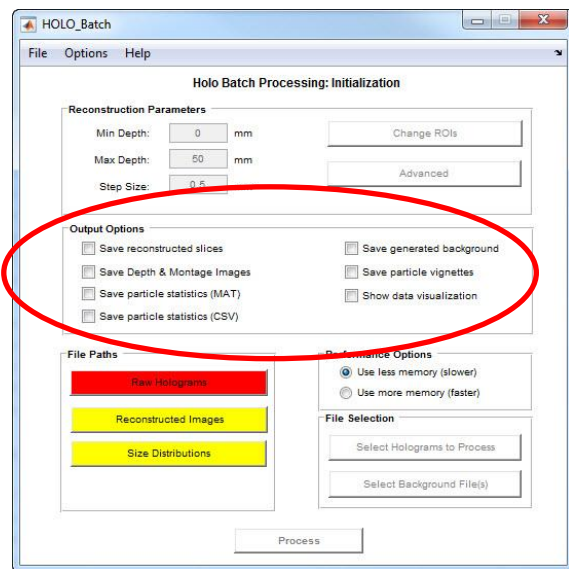 HOLO_Batch
File Options Help
Holo Batch Processing: Initialization
Reconstruction Parameters
Min Depth: 0 mm
Change ROIs
Max Depth: 50 mm
Advanced
Step Size: 0.5
Output Options
Save reconstructed slices
Save generated background
Save Depth & Montage Images
Save particle vignettes
Save particle statistics (MAT)
Show data visualization
Save particle statistics (CSV)
File Paths
Performance Options
Raw Holograms
Use less memory (slower)
Use more memory (faster)
Reconstructed Images
File Selection
Size Distributions
Select Holograms to Process
Select Background File(s)
Process